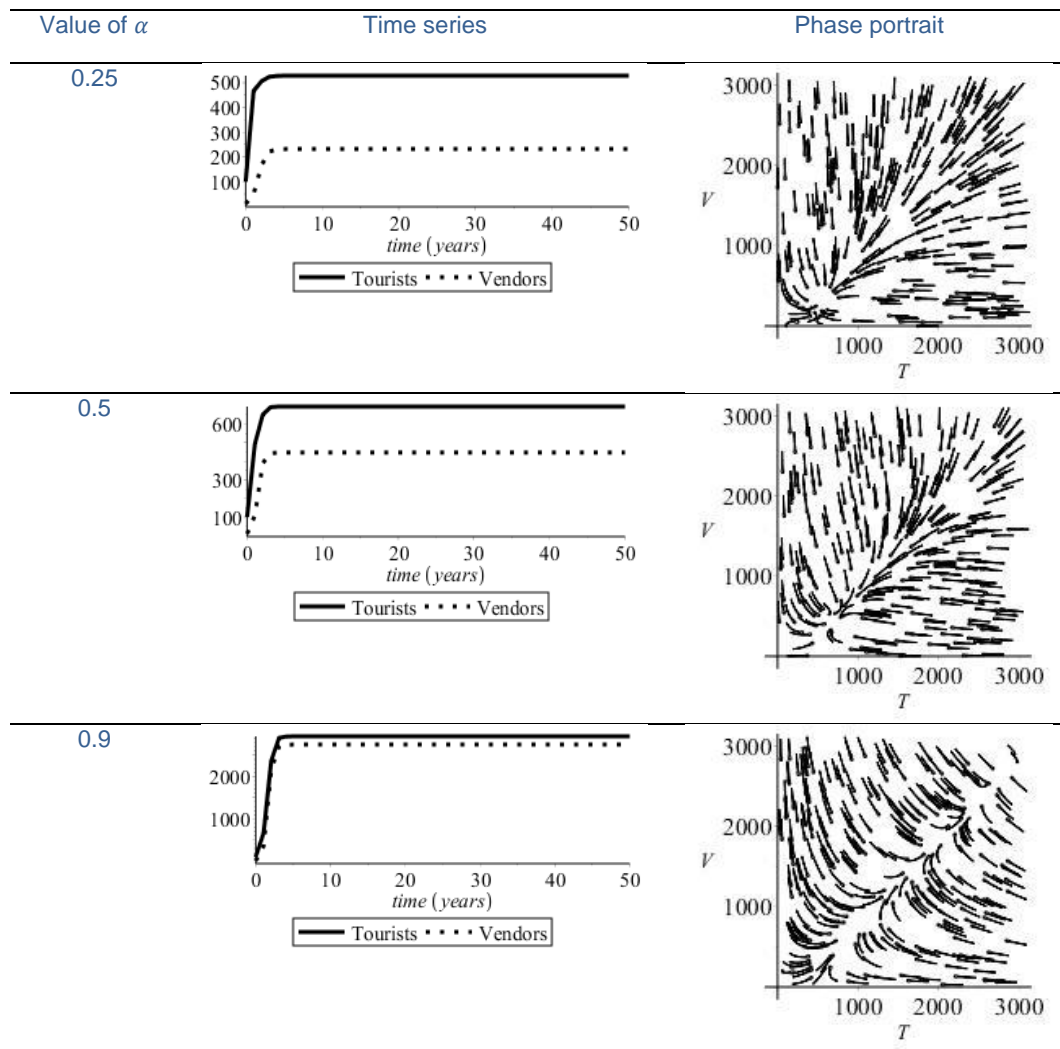 Value of α Time series Phase portrait
0.25
500
400
300
200
100
0 10 20 30 40 50
time (years)
Tourists Vendors
3000
2000
V
1000
1000 2000 3000
T
0.5
600
300
100
0 10 20 30 40 50
time (years)
Tourists Vendors
3000
2000
V
1000
1000 2000 3000
T
0.9
2000
1000
0 10 20 30 40 50
time (years)
Tourists Vendors
3000
2000
V
1000
1000 2000 3000
T